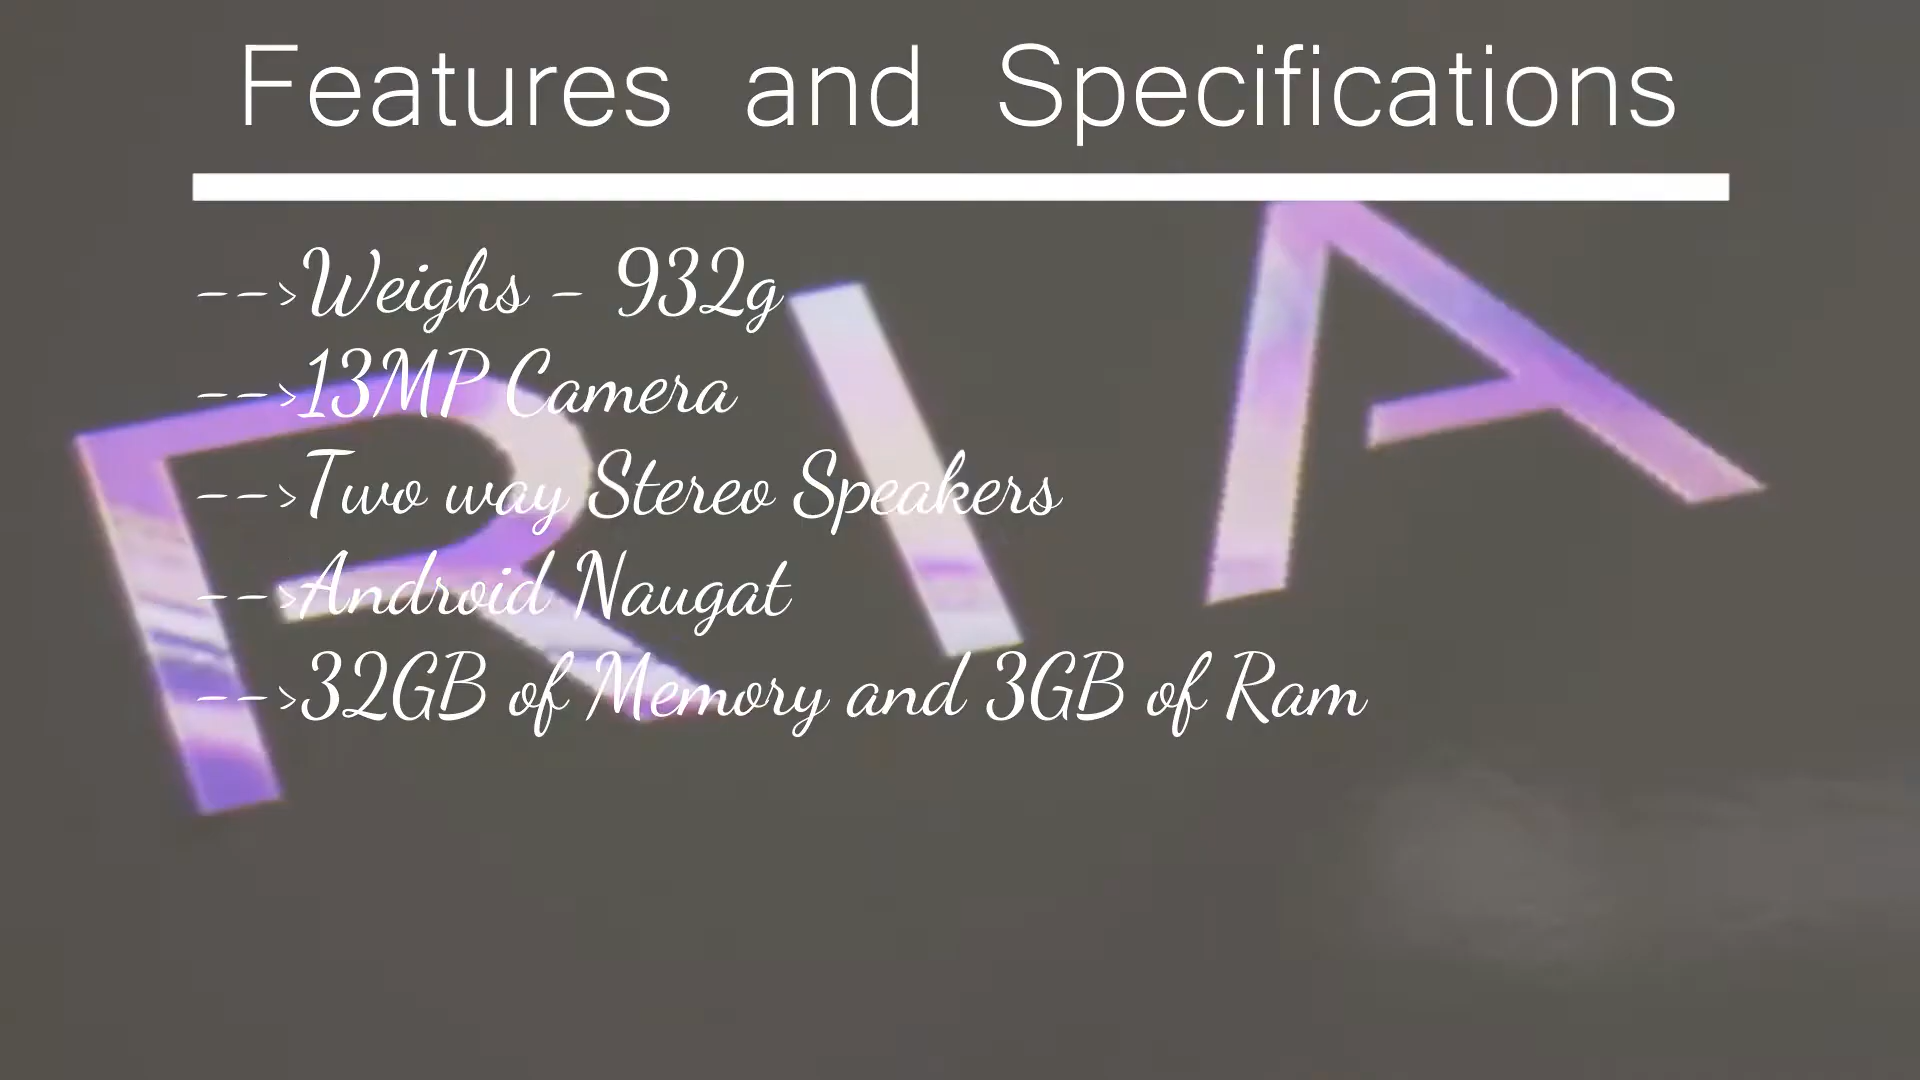 Features and Specifications
-->Weighs - 932g
-->13MP Camera
-->Two way Stereo Speakers
-->Android Naugat
-->32GB of Memory and 3GB of Ram
RIA